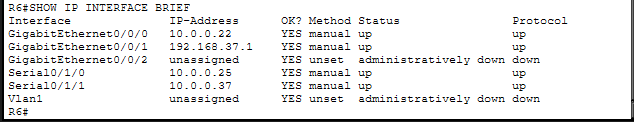 R6#SHOW IP INTERFACE BRIEF
Interface              IP-Address      OK? Method Status                Protocol
GigabitEthernet0/0/0   10.0.0.22       YES manual up                    up
GigabitEthernet0/0/1   192.168.37.1    YES manual up                    up
GigabitEthernet0/0/2   unassigned      YES unset  administratively down down
Serial0/1/0            10.0.0.25       YES manual up                    up
Serial0/1/1            10.0.0.37       YES manual up                    up
Vlan1                  unassigned      YES unset  administratively down down
R6#